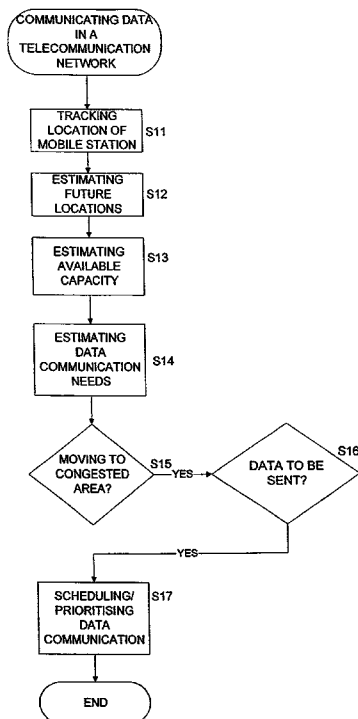 COMMUNICATING DATA
IN A
TELECOMMUNICATION
NETWORK
TRACKING
LOCATION OF
MOBILE STATION
S11
ESTIMATING
FUTURE
LOCATIONS
S12
ESTIMATING
AVAILABLE
CAPACITY
S13
ESTIMATING
DATA
COMMUNICATION
NEEDS
S14
MOVING TO
CONGESTED
AREA?
S15
YES
DATA TO BE
SENT?
S16
YES
SCHEDULING/
PRIORITISING
DATA
COMMUNICATION
S17
END